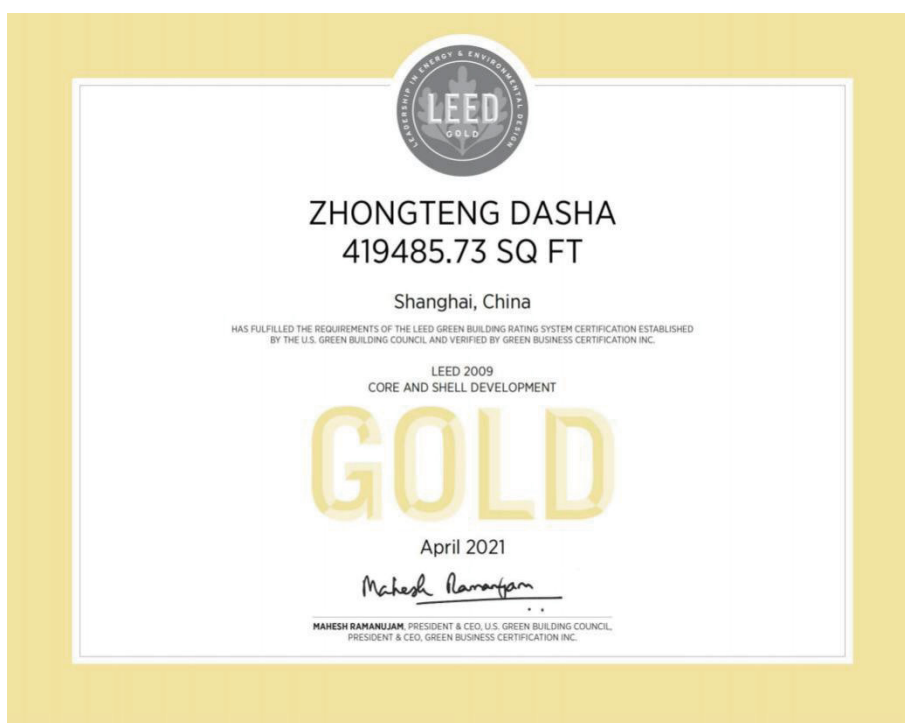 LEADERSHIP IN ENERGY & ENVIRONMENTAL DESIGN
LEED
GOLD
ZHONGTENG DASHA
419485.73 SQ FT
Shanghai, China
HAS FULFILLED THE REQUIREMENTS OF THE LEED GREEN BUILDING RATING SYSTEM CERTIFICATION ESTABLISHED
BY THE U.S. GREEN BUILDING COUNCIL AND VERIFIED BY GREEN BUSINESS CERTIFICATION INC.
LEED 2009
CORE AND SHELL DEVELOPMENT
GOLD
April 2021
Mahesh Ramanujam
MAHESH RAMANUJAM, PRESIDENT & CEO, U.S. GREEN BUILDING COUNCIL,
PRESIDENT & CEO, GREEN BUSINESS CERTIFICATION INC.